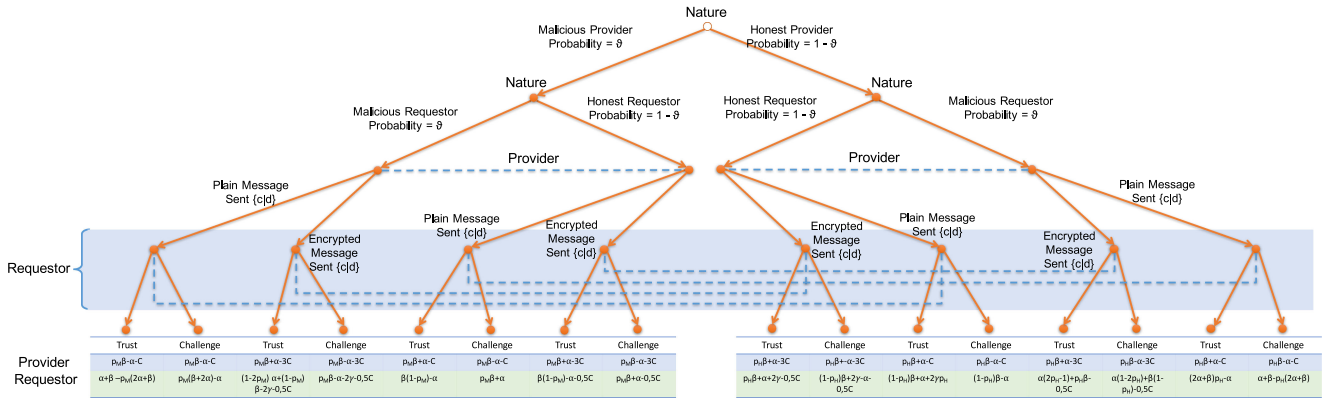 Nature
Malicious Provider
Probability = ϑ
Honest Provider
Probability = 1 - ϑ
Nature
Nature
Malicious Requestor
Probability = ϑ
Honest Requestor
Probability = 1 - ϑ
Honest Requestor
Probability = 1 - ϑ
Malicious Requestor
Probability = ϑ
Provider
Provider
Plain Message
Sent {c|d}
Encrypted
Message
Sent {c|d}
Plain Message
Sent {c|d}
Encrypted
Message
Sent {c|d}
Encrypted
Message
Sent {c|d}
Plain Message
Sent {c|d}
Encrypted
Message
Sent {c|d}
Plain Message
Sent {c|d}
Requestor
Trust Challenge Trust Challenge Trust Challenge Trust Challenge Trust Challenge Trust Challenge Trust Challenge Trust Challenge
Provider pMβ-α-C pMβ-α-C pMβ+α-3C pMβ-α-3C pMβ+α-C pMβ-α-C pMβ+α-3C pMβ-α-3C pHβ+α-3C pHβ+-α-3C pHβ+α-C pHβ-α-C pHβ+α-3C pHβ-α-3C pHβ+α-C pHβ-α-C
Requestor α+β–pM(2α+β) pM(β+2α)-α (1-2pM) α+(1-pM) β-2γ-0,5C pMβ-α-2γ-0,5C β(1-pM)-α pMβ+α β(1-pM)-α-0,5C pHβ+α-0,5C pHβ+α+2γ-0,5C (1-pH)β+2γ-α-0,5C (1-pH)β+α+2γpH (1-pH)β-α α(2pH-1)+pHβ-0,5C α(1-2pH)+β(1-pH)-0,5C (2α+β)pH-α α+β-pH(2α+β)